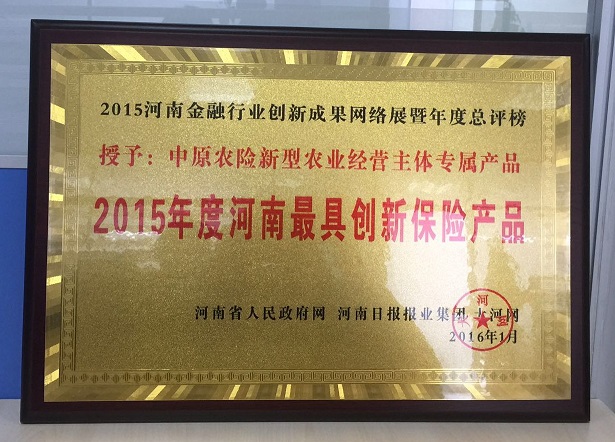 2015河南金融行业创新成果网络展暨年度总评榜
授予：中原农险新型农业经营主体专属产品
2015年度河南最具创新保险产品
河南省人民政府网 河南日报报业集团大河网
2016年1月
河